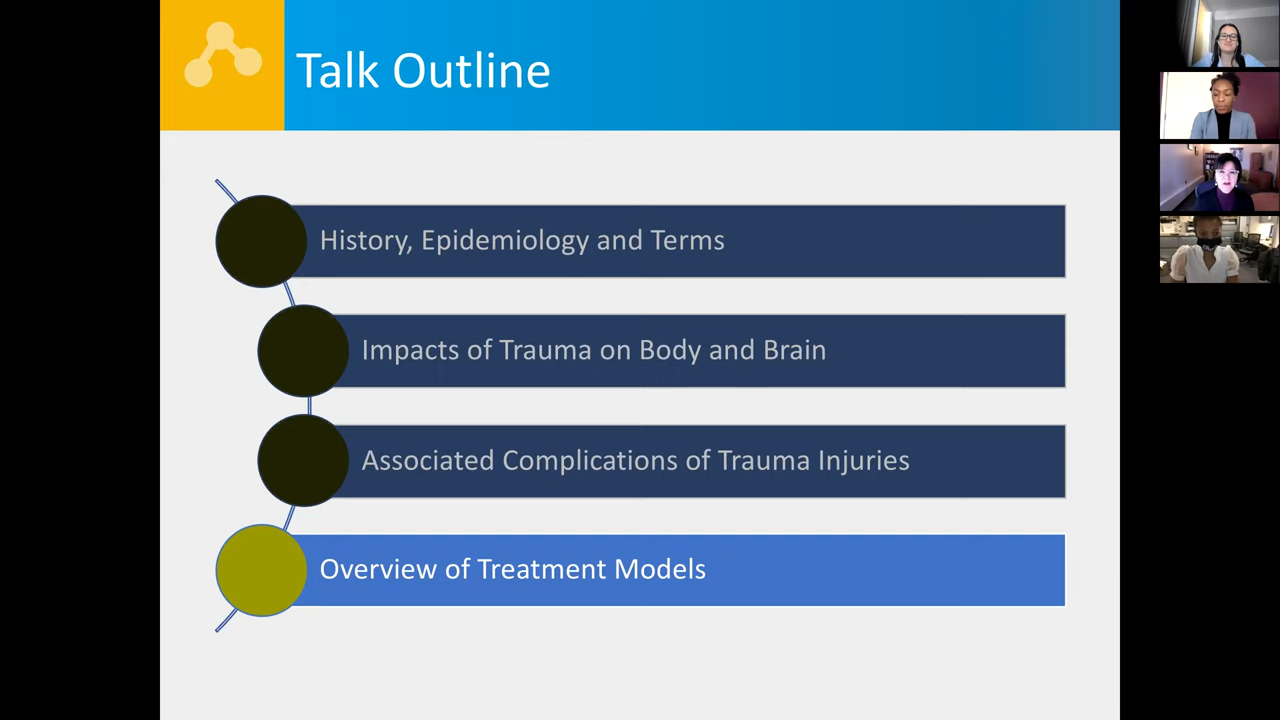 Talk Outline
History, Epidemiology and Terms
Impacts of Trauma on Body and Brain
Associated Complications of Trauma Injuries
Overview of Treatment Models